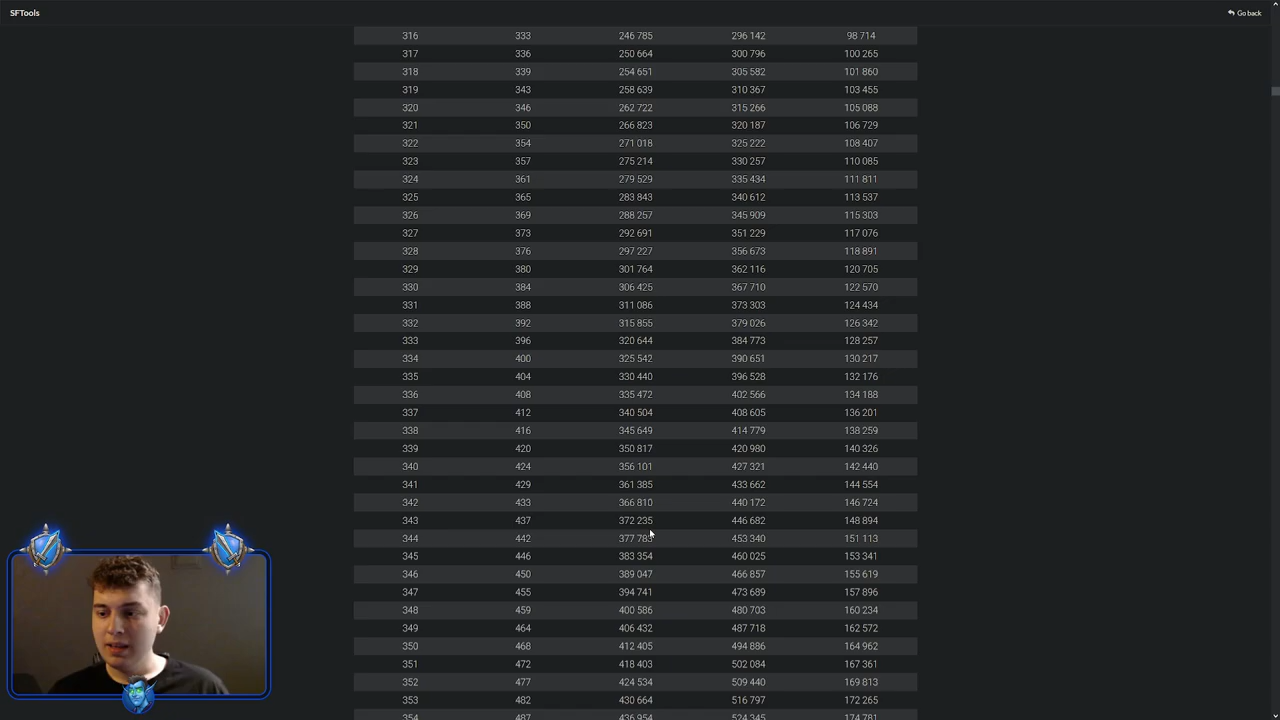 SFTools
Go back
316 333 246 785 296 142 98 714
317 336 250 664 300 796 100 265
318 339 254 651 305 582 101 860
319 343 258 639 310 367 103 455
320 346 262 722 315 266 105 088
321 350 266 823 320 187 106 729
322 354 271 018 325 222 108 407
323 357 275 214 330 257 110 085
324 361 279 529 335 434 111 811
325 365 283 843 340 612 113 537
326 369 288 257 345 909 115 303
327 373 292 691 351 229 117 076
328 376 297 227 356 673 118 891
329 380 301 764 362 116 120 705
330 384 306 425 367 710 122 570
331 388 311 086 373 303 124 434
332 392 315 855 379 026 126 342
333 396 320 644 384 773 128 257
334 400 325 542 390 651 130 217
335 404 330 440 396 528 132 176
336 408 335 472 402 566 134 188
337 412 340 504 408 605 136 201
338 416 345 649 414 779 138 259
339 420 350 817 420 980 140 326
340 424 356 101 427 321 142 440
341 429 361 385 433 662 144 554
342 433 366 810 440 172 146 724
343 437 372 235 446 682 148 894
344 442 377 783 453 340 151 113
345 446 383 354 460 025 153 341
346 450 389 047 466 857 155 619
347 455 394 741 473 689 157 896
348 459 400 586 480 703 160 234
349 464 406 432 487 718 162 572
350 468 412 405 494 886 164 962
351 472 418 403 502 084 167 361
352 477 424 534 509 440 169 813
353 482 430 664 516 797 172 265
354 487 436 954 524 345 174 781